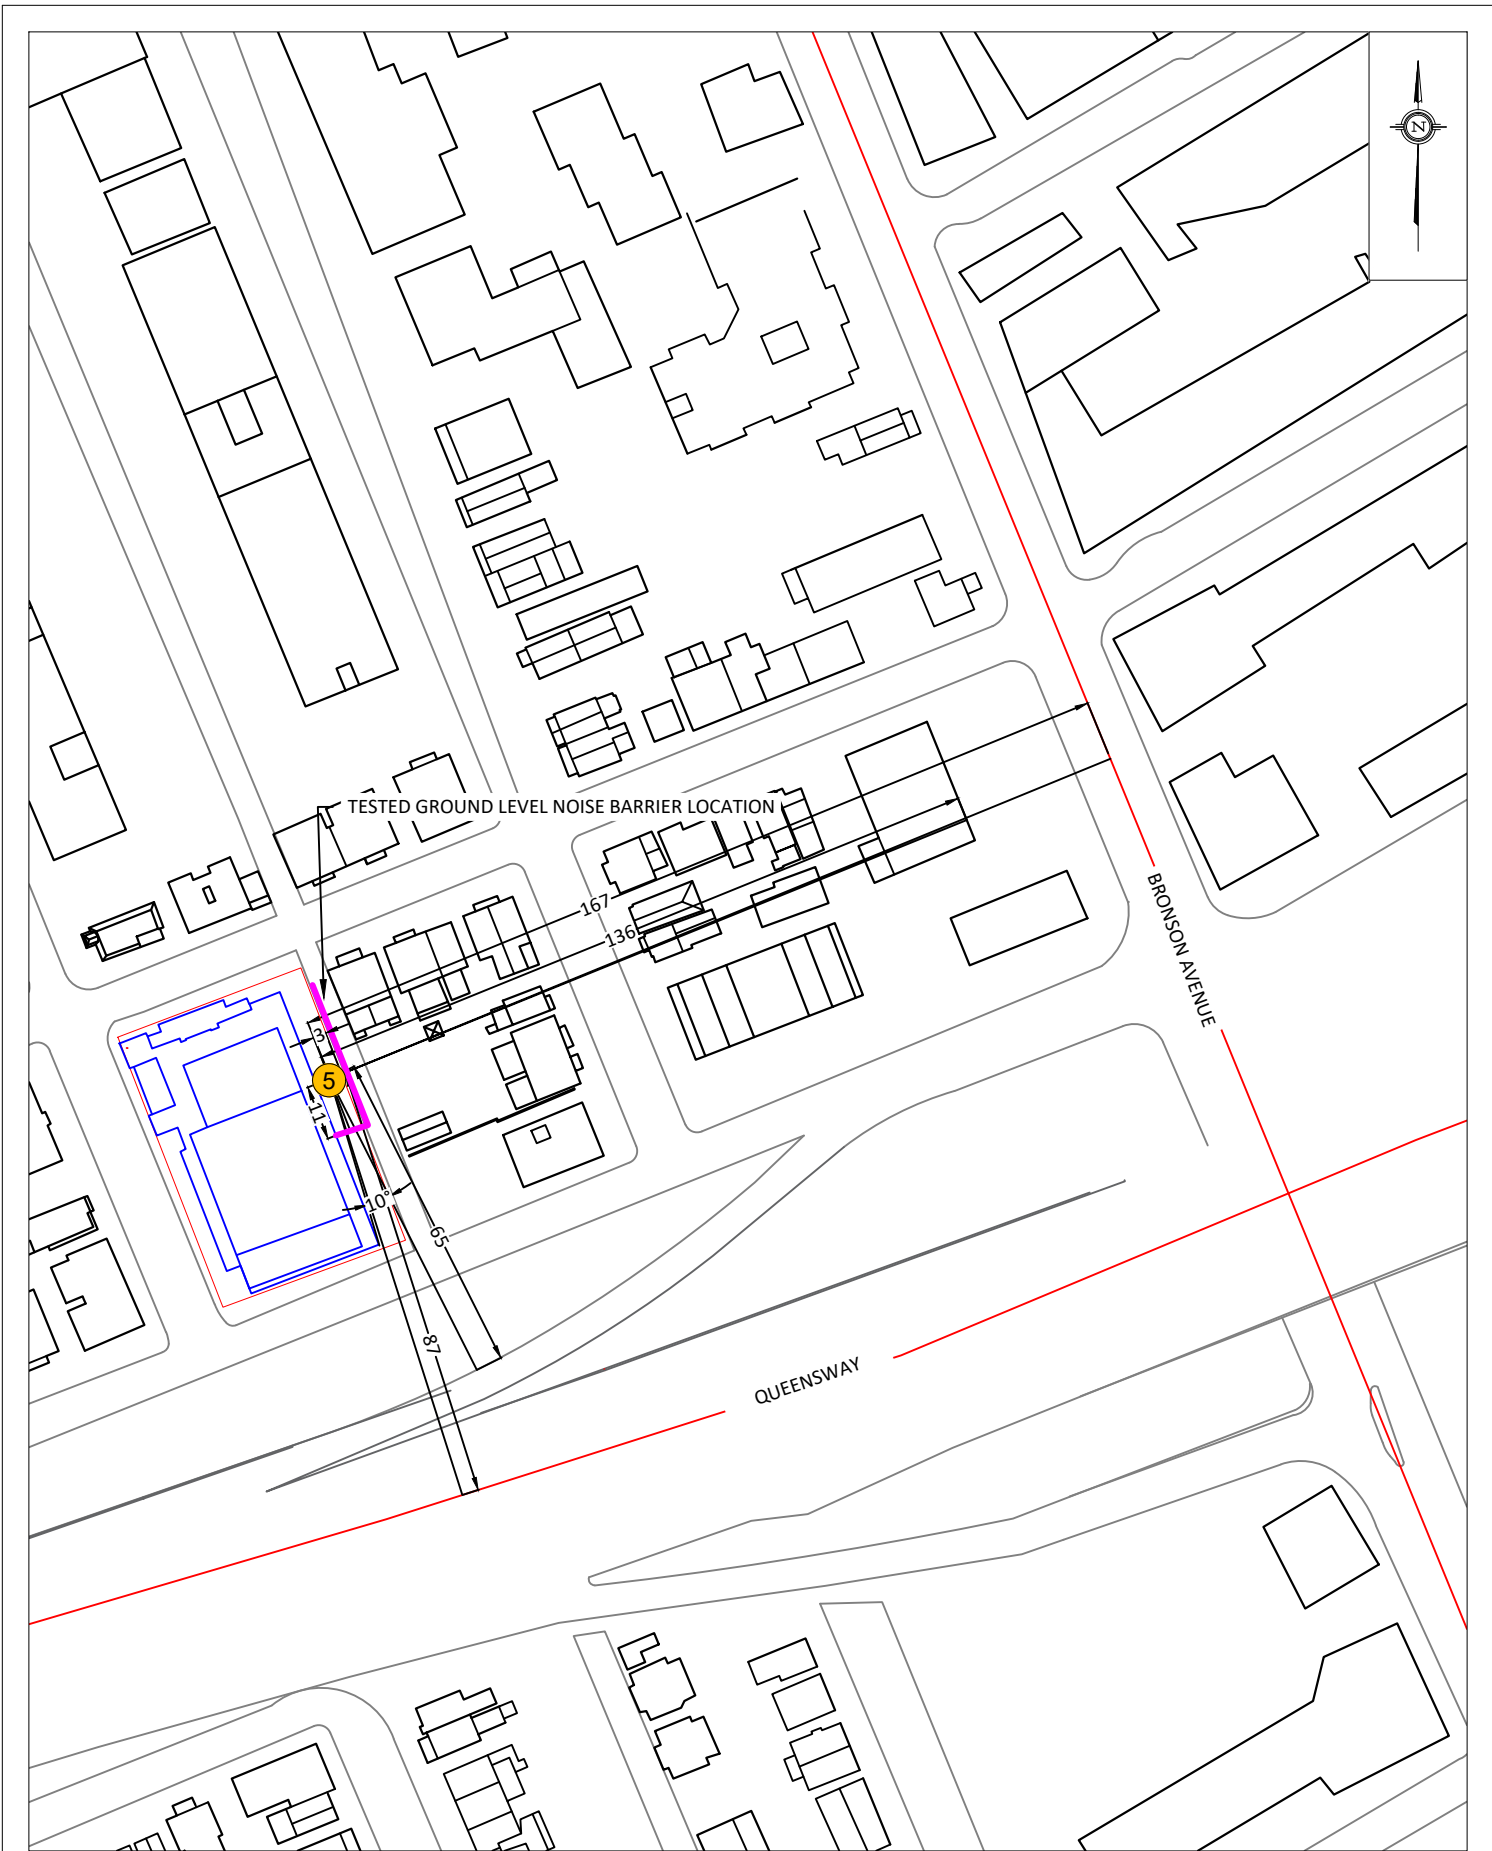 N
TESTED GROUND LEVEL NOISE BARRIER LOCATION
BRONSON AVENUE
167
136
3
5
11
10°
65
87
QUEENSWAY